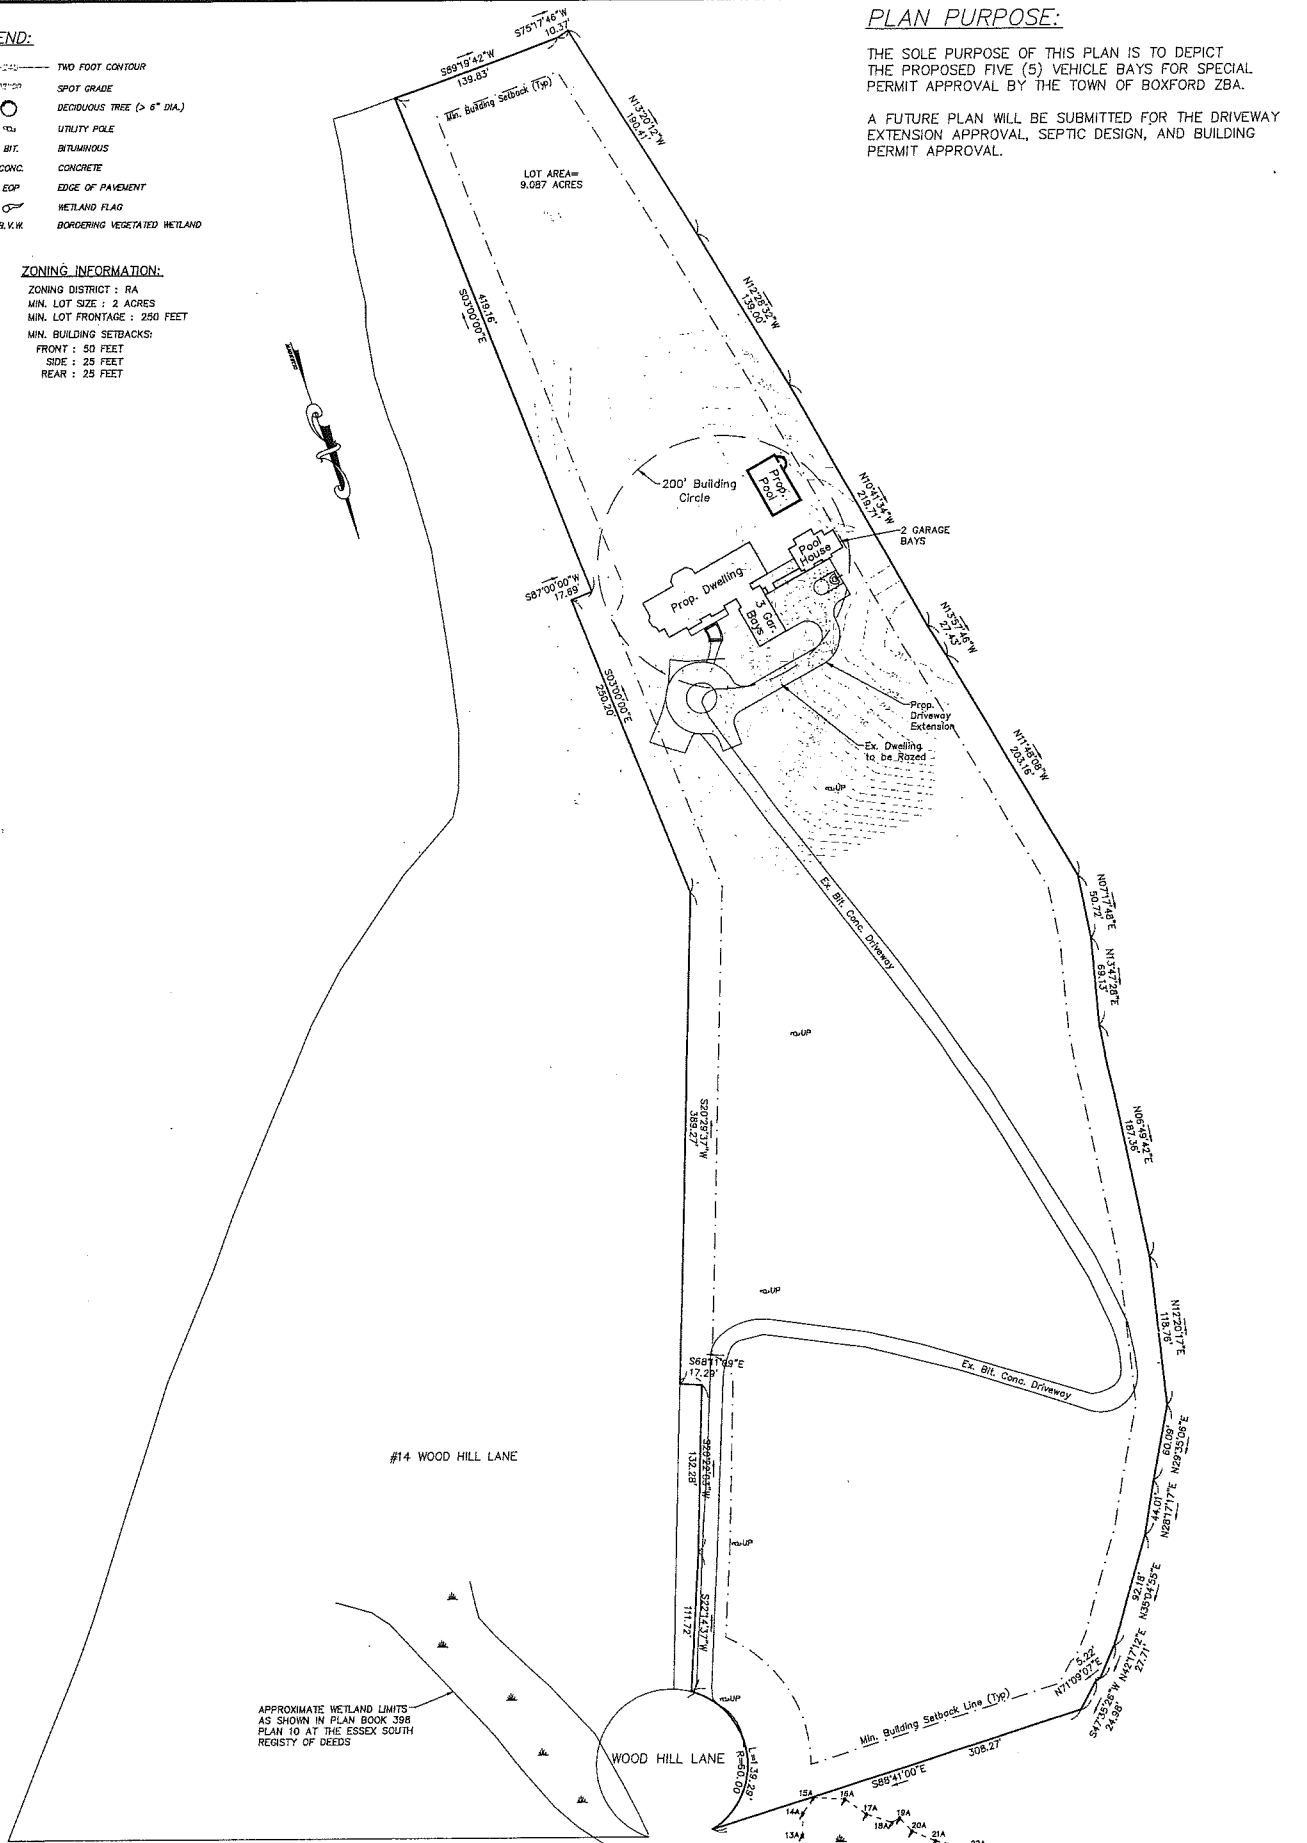 PLAN PURPOSE:
THE SOLE PURPOSE OF THIS PLAN IS TO DEPICT
THE PROPOSED FIVE (5) VEHICLE BAYS FOR SPECIAL
PERMIT APPROVAL BY THE TOWN OF BOXFORD ZBA.
A FUTURE PLAN WILL BE SUBMITTED FOR THE DRIVEWAY
EXTENSION APPROVAL, SEPTIC DESIGN, AND BUILDING
PERMIT APPROVAL.
END:
TWO FOOT CONTOUR
SPOT GRADE
DECIDUOUS TREE (> 6" DIA.)
UTILITY POLE
BIT. BITUMINOUS
CONC. CONCRETE
EOP EDGE OF PAVEMENT
WETLAND FLAG
B.V.W. BORDERING VEGETATED WETLAND
ZONING INFORMATION:
ZONING DISTRICT : RA
MIN. LOT SIZE : 2 ACRES
MIN. LOT FRONTAGE : 250 FEET
MIN. BUILDING SETBACKS:
FRONT : 50 FEET
SIDE : 25 FEET
REAR : 25 FEET
S75°17'46"W
10.37'
S89°19'42"W
139.83'
Min. Building Setback (Typ)
N13°20'12"W
190.41'
LOT AREA=
9.087 ACRES
N12°28'32"W
139.00'
419.16'
S03°00'00"E
200' Building
Circle
Prop.
Pool
N10°41'34"W
219.71'
2 GARAGE
BAYS
Pool
House
Prop. Dwelling
3 Gar.
Bays
S87°00'00"W
17.69'
N13°57'46"W
27.43'
S03°00'00"E
250.20'
Prop.
Driveway
Extension
Ex. Dwelling
to be Razed
N11°48'08"W
203.16'
UP
Ex. Bit. Conc. Driveway
N07°17'48"E
50.72'
N13°47'28"E
69.13'
UP
S20°29'37"W
389.27'
N06°49'42"E
187.36'
UP
N12°20'17"E
118.76'
S68°11'69"E
17.29'
Ex. Bit. Conc. Driveway
60.09'
N29°35'06"E
#14 WOOD HILL LANE
132.28'
44.01'
N28°17'17"E
UP
92.18'
N35°04'55"E
S22°14'37"W
111.72'
N42°17'12"E
27.71'
5.22'
N71°09'07"E
S47°35'26"W
24.98'
APPROXIMATE WETLAND LIMITS
AS SHOWN IN PLAN BOOK 398
PLAN 10 AT THE ESSEX SOUTH
REGISTY OF DEEDS
UP
Min. Building Setback Line (Typ)
WOOD HILL LANE
L=139.29'
R=60.00'
308.27'
S88°41'00"E
15A
16A
14A
17A
18A
19A
20A
13A
21A